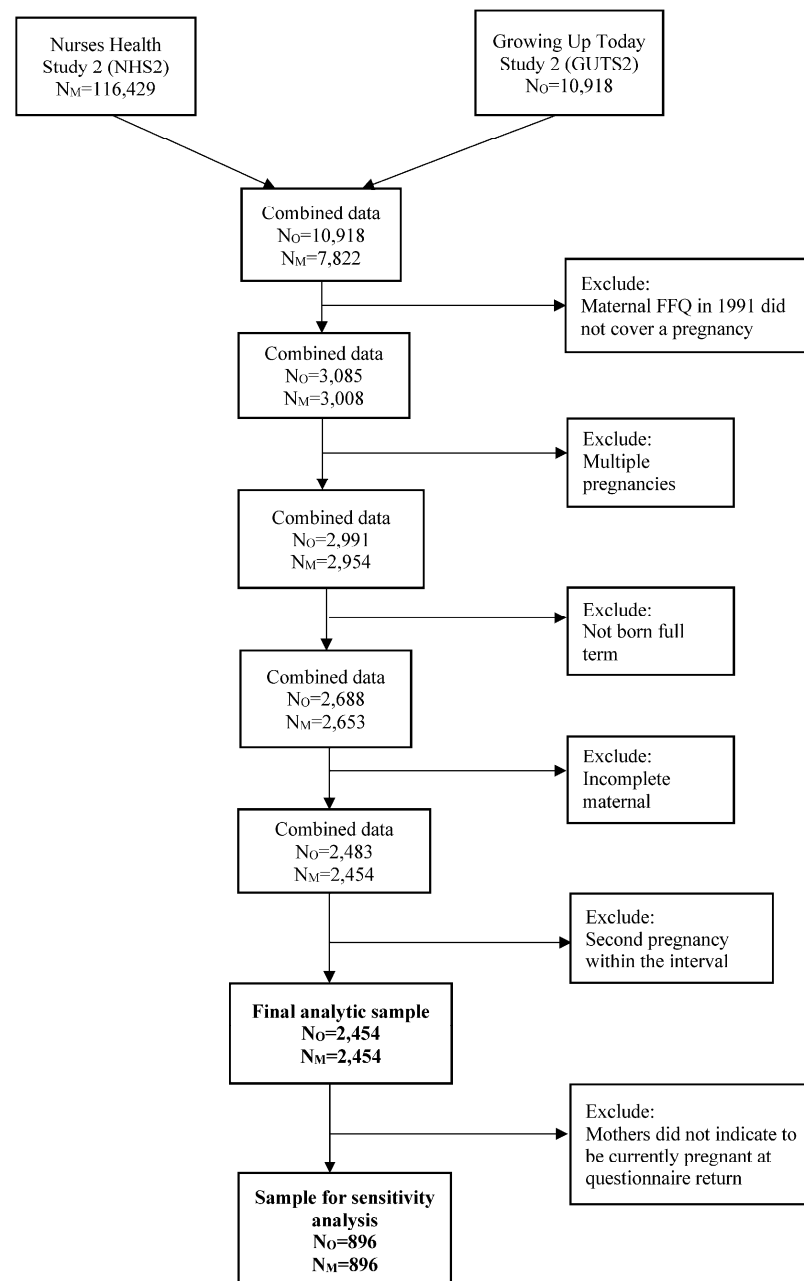 Nurses Health
Study 2 (NHS2)
NM=116,429
Growing Up Today
Study 2 (GUTS2)
NO=10,918
Combined data
NO=10,918
NM=7,822
Exclude:
Maternal FFQ in 1991 did
not cover a pregnancy
Combined data
NO=3,085
NM=3,008
Exclude:
Multiple
pregnancies
Combined data
NO=2,991
NM=2,954
Exclude:
Not born full
term
Combined data
NO=2,688
NM=2,653
Exclude:
Incomplete
maternal
Combined data
NO=2,483
NM=2,454
Exclude:
Second pregnancy
within the interval
Final analytic sample
NO=2,454
NM=2,454
Exclude:
Mothers did not indicate to
be currently pregnant at
questionnaire return
Sample for sensitivity
analysis
NO=896
NM=896